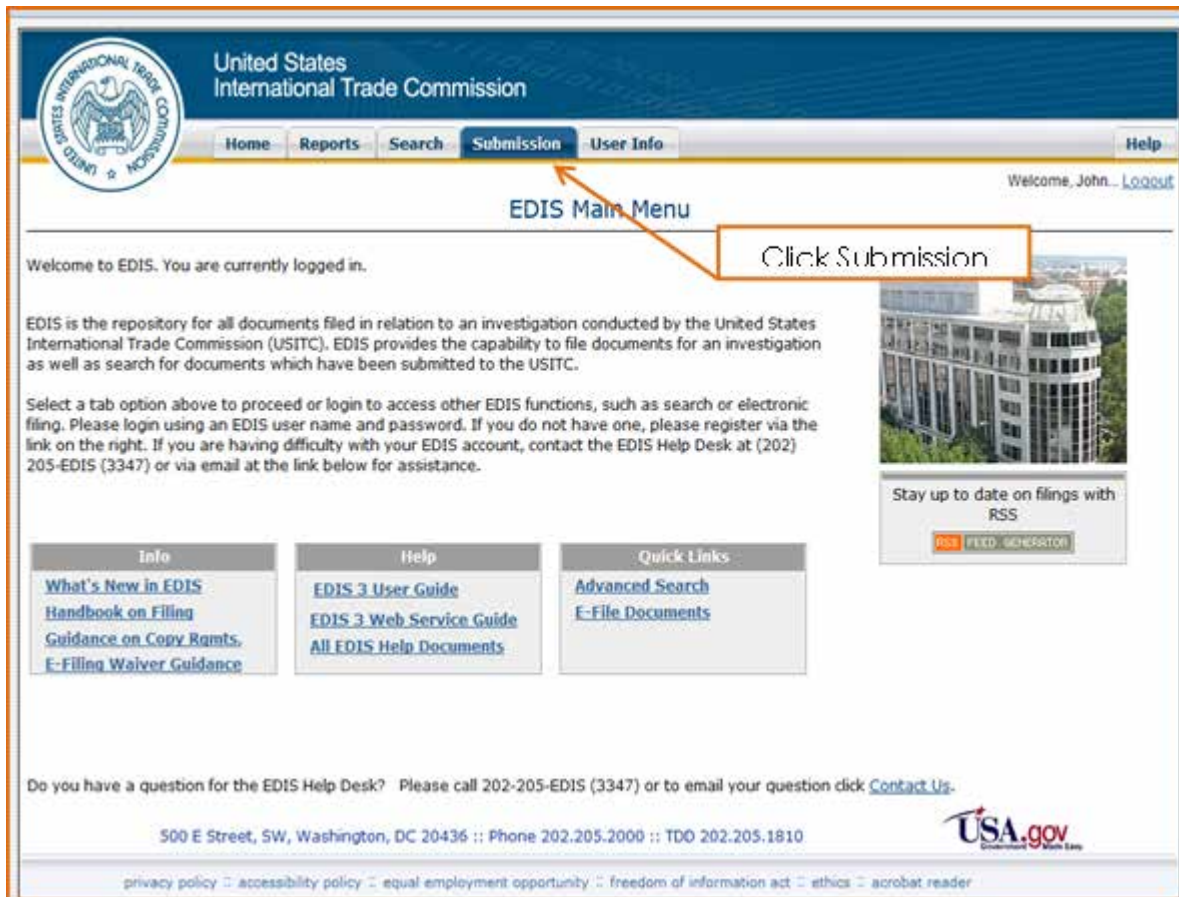 UNITED STATES INTERNATIONAL TRADE COMMISSION
United States
International Trade Commission
Home Reports Search Submission User Info Help
Welcome, John... Logout
EDIS Main Menu
Click Submission
Welcome to EDIS. You are currently logged in.
EDIS is the repository for all documents filed in relation to an investigation conducted by the United States
International Trade Commission (USITC). EDIS provides the capability to file documents for an investigation
as well as search for documents which have been submitted to the USITC.
Select a tab option above to proceed or login to access other EDIS functions, such as search or electronic
filing. Please login using an EDIS user name and password. If you do not have one, please register via the
link on the right. If you are having difficulty with your EDIS account, contact the EDIS Help Desk at (202)
205-EDIS (3347) or via email at the link below for assistance.
Stay up to date on filings with
RSS
RSS FEED GENERATOR
Info
What's New in EDIS
Handbook on Filing
Guidance on Copy Rqmts.
E-Filing Waiver Guidance
Help
EDIS 3 User Guide
EDIS 3 Web Service Guide
All EDIS Help Documents
Quick Links
Advanced Search
E-File Documents
Do you have a question for the EDIS Help Desk? Please call 202-205-EDIS (3347) or to email your question click Contact Us.
500 E Street, SW, Washington, DC 20436 :: Phone 202.205.2000 :: TDD 202.205.1810
USA.gov
Government Made Easy
privacy policy :: accessibility policy :: equal employment opportunity :: freedom of information act :: ethics :: acrobat reader